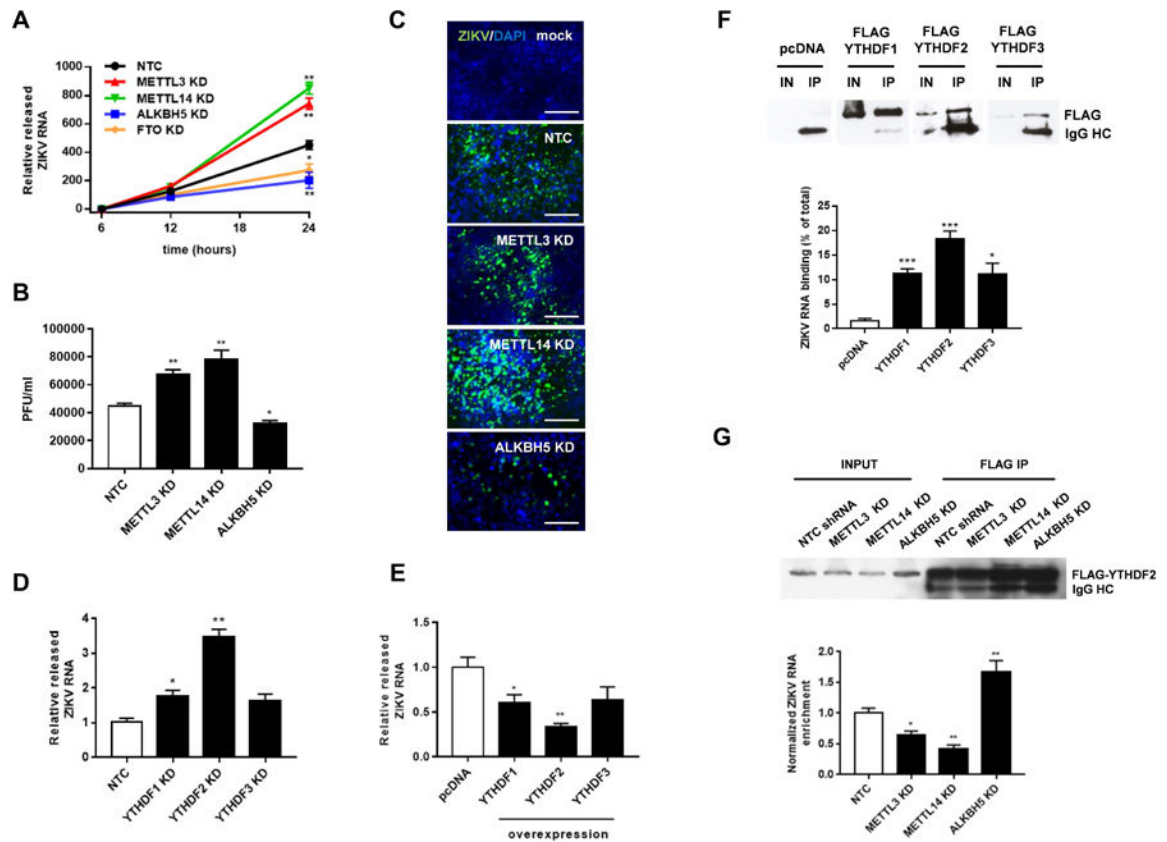 A
Relative released
ZIKV RNA
1000
800
600
400
200
0
NTC
METTL3 KD
METTL14 KD
ALKBH5 KD
FTO KD
**
**
*
**
6
12
18
24
time (hours)
B
PFU/ml
100000
80000
60000
40000
20000
0
**
**
*
NTC
METTL3 KD
METTL14 KD
ALKBH5 KD
C
ZIKV/DAPI mock
NTC
METTL3 KD
METTL14 KD
ALKBH5 KD
D
Relative released
ZIKV RNA
4
2
1
0
*
**
NTC
YTHDF1 KD
YTHDF2 KD
YTHDF3 KD
E
Relative released
ZIKV RNA
1.5
1.0
0.5
0.0
*
**
pcDNA
YTHDF1
YTHDF2
YTHDF3
overexpression
F
pcDNA
FLAG
YTHDF1
FLAG
YTHDF2
FLAG
YTHDF3
IN IP IN IP IN IP IN IP
FLAG
IgG HC
ZIKV RNA binding (% of total)
25
20
15
10
5
0
***
***
*
pcDNA
YTHDF1
YTHDF2
YTHDF3
G
INPUT
FLAG IP
NTC shRNA
METTL3 KD
METTL14 KD
ALKBH5 KD
NTC shRNA
METTL3 KD
METTL14 KD
ALKBH5 KD
FLAG-YTHDF2
IgG HC
Normalized ZIKV RNA
enrichment
2.0
1.5
1.0
0.5
0.0
*
**
**
NTC
METTL3 KD
METTL14 KD
ALKBH5 KD